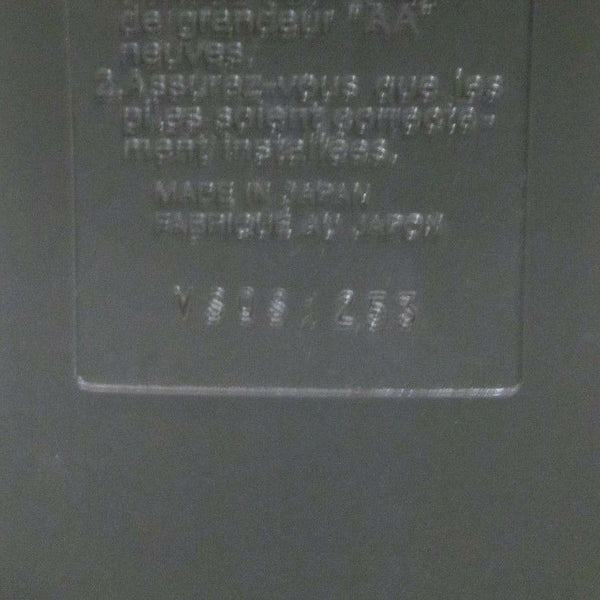 de grandeur "AA"
neuves.
2. Assurez-vous que les
piles soient correcte-
ment installées.
MADE IN JAPAN
FABRIQUÉ AU JAPON